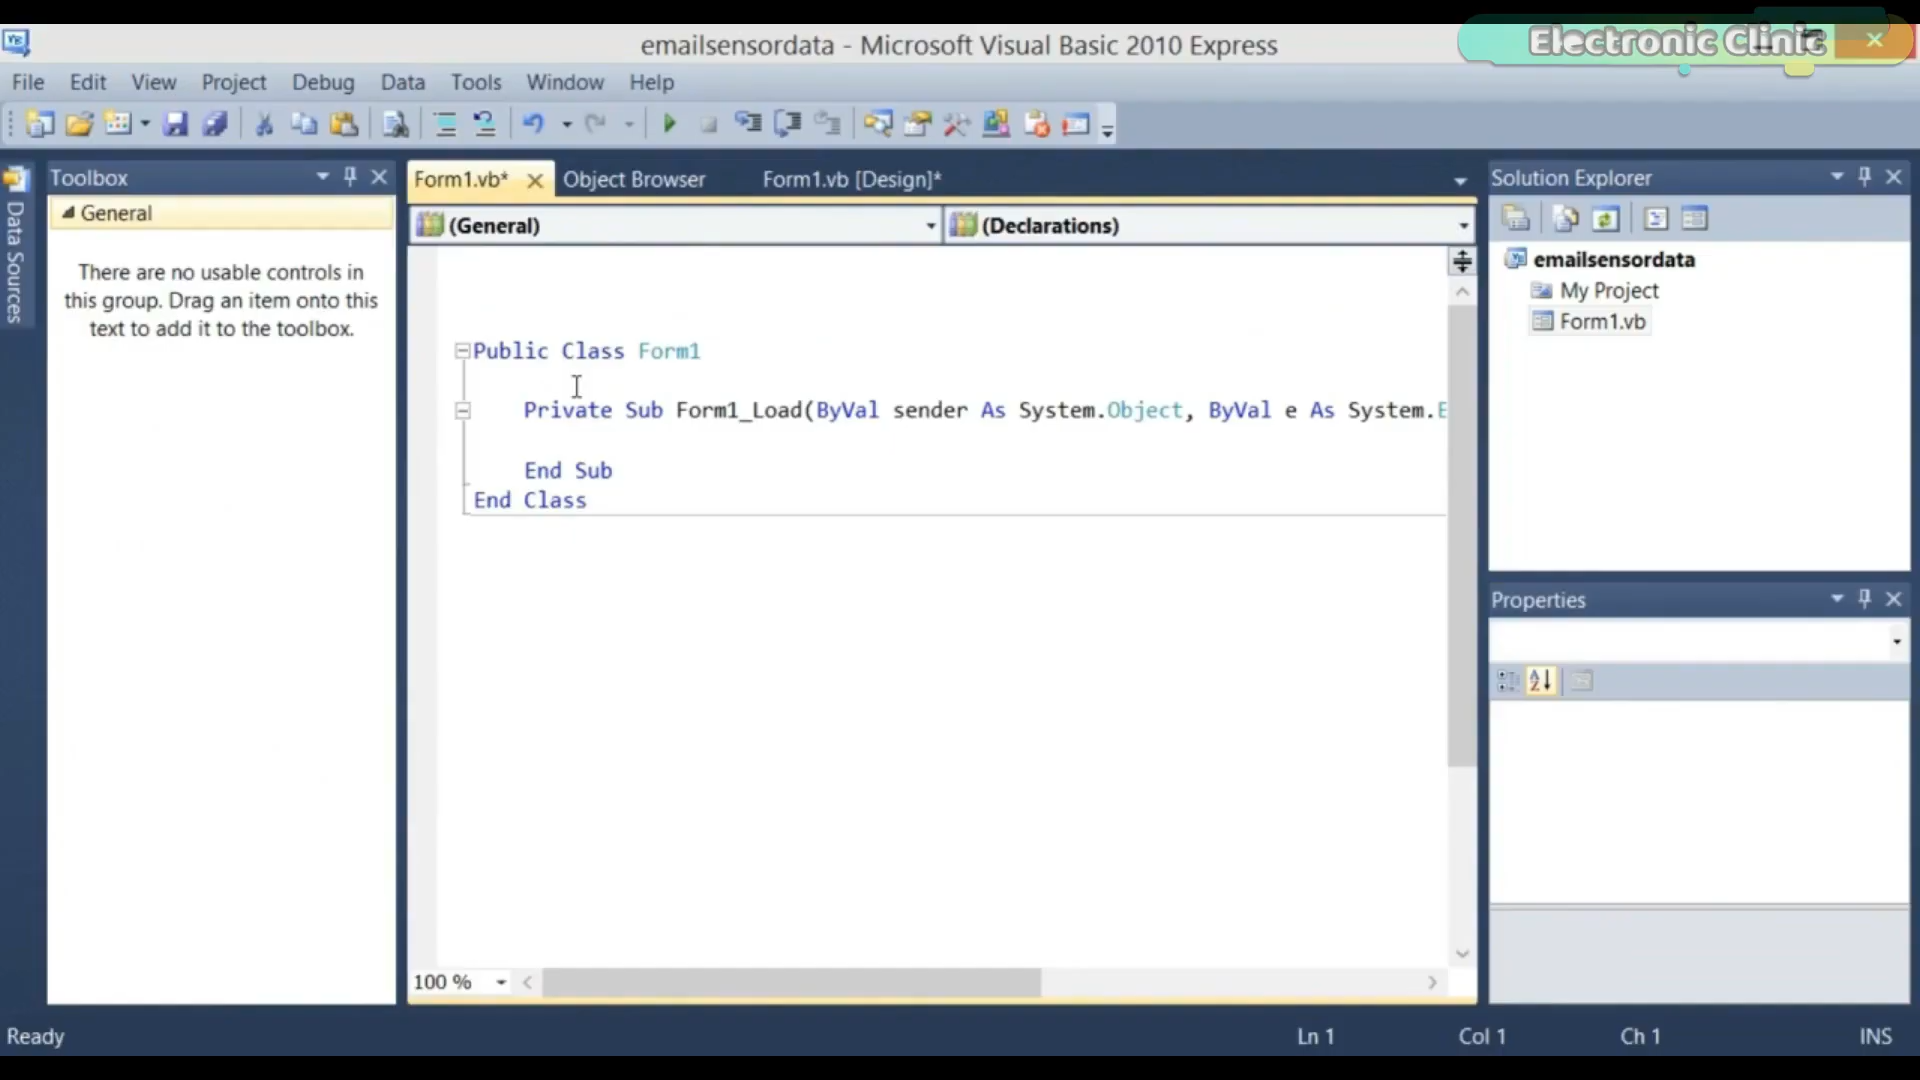 emailsensordata - Microsoft Visual Basic 2010 Express
Electronic Clinic
File Edit View Project Debug Data Tools Window Help
Data Sources
Toolbox
General
There are no usable controls in
this group. Drag an item onto this
text to add it to the toolbox.
Form1.vb* Object Browser Form1.vb [Design]*
(General) (Declarations)
Public Class Form1
Private Sub Form1_Load(ByVal sender As System.Object, ByVal e As System.E
End Sub
End Class
100 %
Solution Explorer
emailsensordata
My Project
Form1.vb
Properties
Ready Ln 1 Col 1 Ch 1 INS